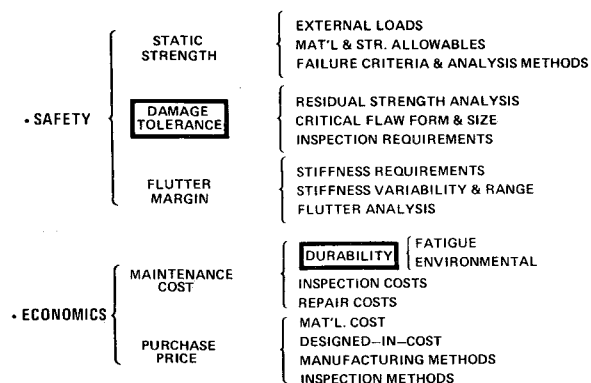 • SAFETY
STATIC
STRENGTH
EXTERNAL LOADS
MAT'L & STR. ALLOWABLES
FAILURE CRITERIA & ANALYSIS METHODS
DAMAGE
TOLERANCE
RESIDUAL STRENGTH ANALYSIS
CRITICAL FLAW FORM & SIZE
INSPECTION REQUIREMENTS
FLUTTER
MARGIN
STIFFNESS REQUIREMENTS
STIFFNESS VARIABILITY & RANGE
FLUTTER ANALYSIS
• ECONOMICS
MAINTENANCE
COST
DURABILITY
FATIGUE
ENVIRONMENTAL
INSPECTION COSTS
REPAIR COSTS
PURCHASE
PRICE
MAT'L. COST
DESIGNED–IN–COST
MANUFACTURING METHODS
INSPECTION METHODS